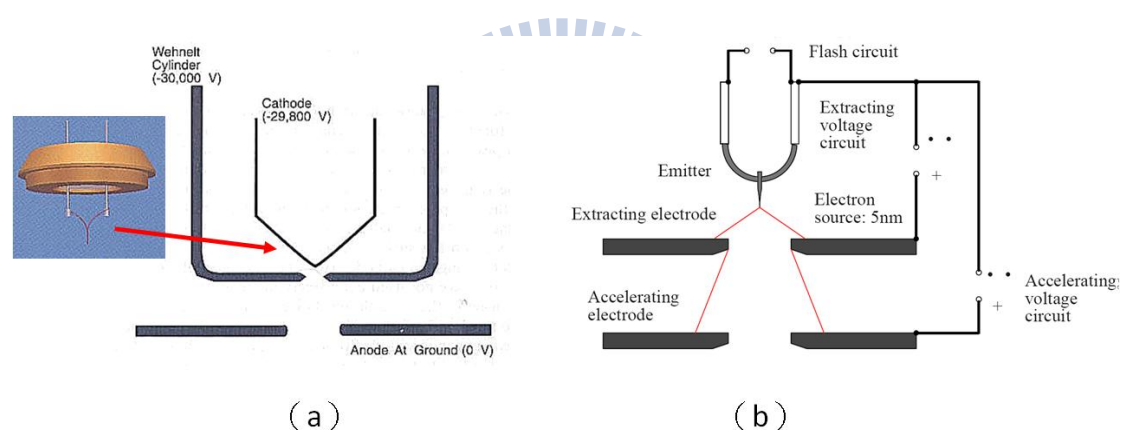 Wehnelt
Cylinder
(-30,000 V)
Cathode
(-29,800 V)
Anode At Ground (0 V)
(a)
Flash circuit
Extracting
voltage
circuit
Emitter
+
Electron
source: 5nm
Extracting electrode
Accelerating
electrode
Accelerating
voltage
circuit
+
(b)